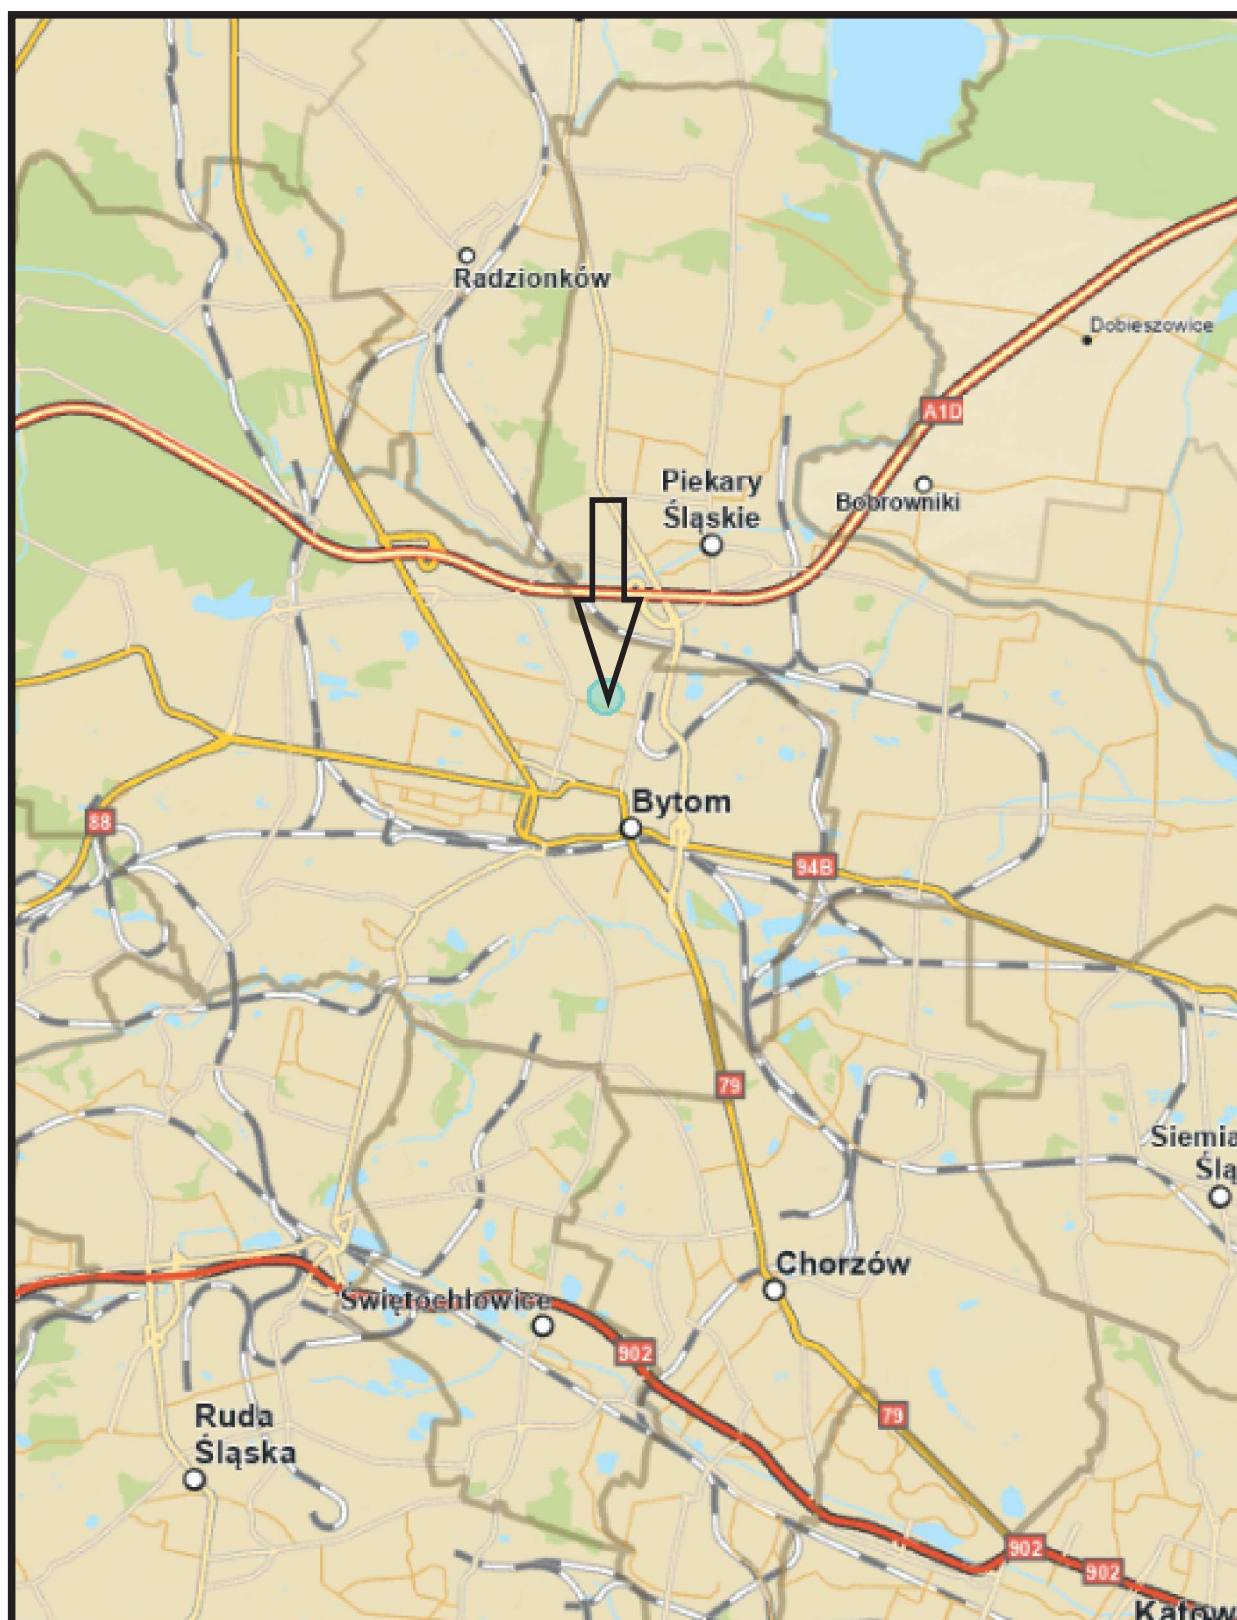 Radzionków
Dobieszowice
A1D
Piekary
Śląskie
Bobrowniki
Bytom
88
94B
79
Siemia
Ślą
Chorzów
Świętochłowice
902
Ruda
Śląska
79
902
902
Katow